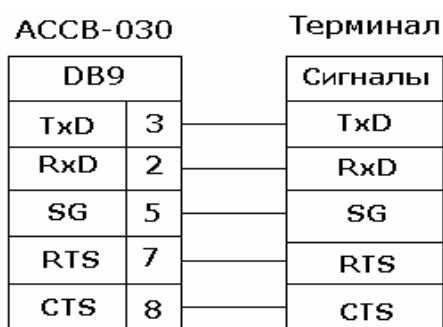 АССВ-030 Терминал
DB9 Сигналы
TxD 3 TxD
RxD 2 RxD
SG 5 SG
RTS 7 RTS
CTS 8 CTS